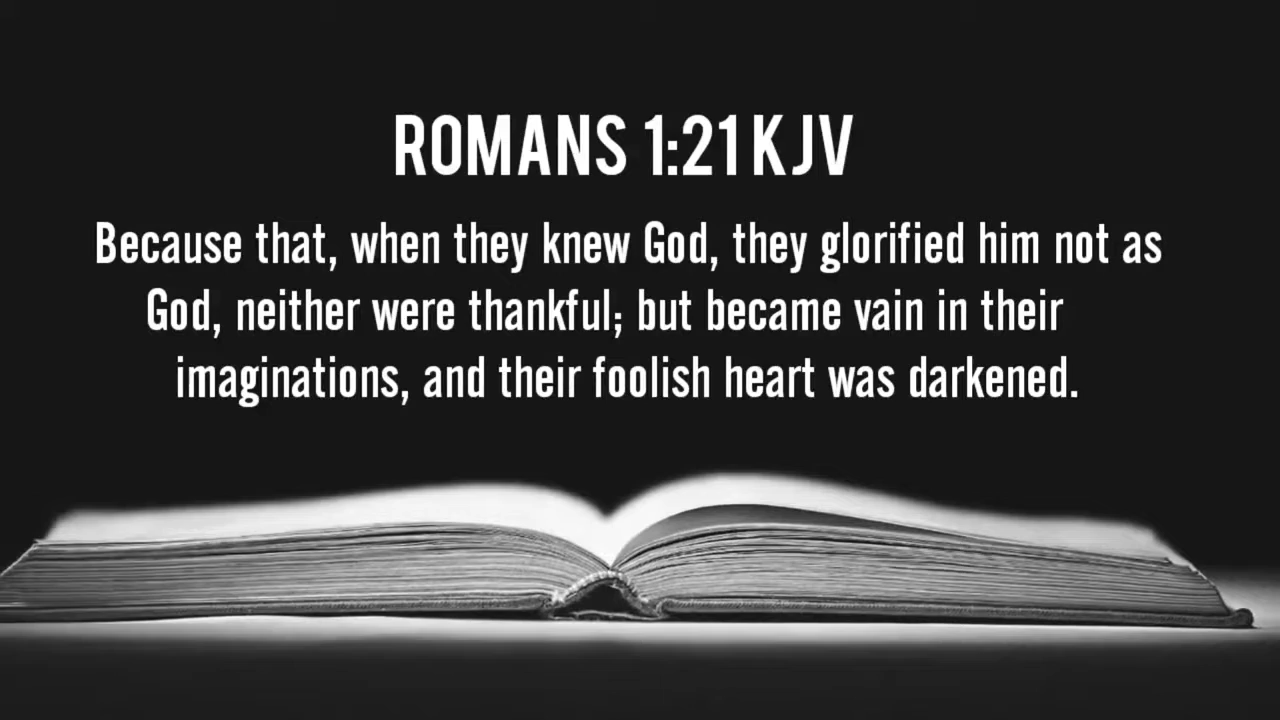 ROMANS 1:21 KJV
Because that, when they knew God, they glorified him not as
God, neither were thankful; but became vain in their
imaginations, and their foolish heart was darkened.